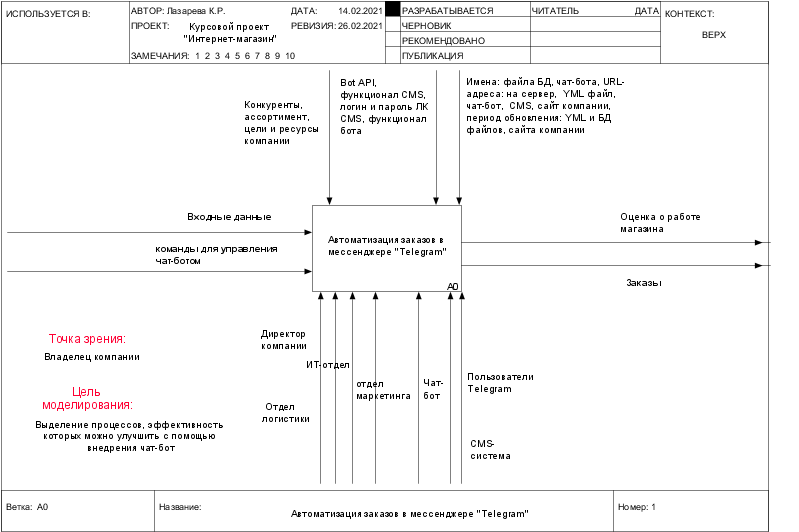 ИСПОЛЬЗУЕТСЯ В:
АВТОР: Лазарева К.Р.
ДАТА: 14.02.2021
ПРОЕКТ: Курсовой проект
"Интернет-магазин"
РЕВИЗИЯ: 26.02.2021
ЗАМЕЧАНИЯ: 1 2 3 4 5 6 7 8 9 10
РАЗРАБАТЫВАЕТСЯ
ЧЕРНОВИК
РЕКОМЕНДОВАНО
ПУБЛИКАЦИЯ
ЧИТАТЕЛЬ ДАТА
КОНТЕКСТ:
ВЕРХ
Конкуренты,
ассортимент,
цели и ресурсы
компании
Bot API,
функционал CMS,
логин и пароль ЛК
CMS, функционал
бота
Имена: файла БД, чат-бота, URL-
адреса: на сервер, YML файл,
чат-бот, CMS, сайт компании,
период обновления: YML и БД
файлов, сайта компании
Входные данные
команды для управления
чат-ботом
Автоматизация заказов в
мессенджере "Telegram"
A0
Оценка о работе
магазина
Заказы
Точка зрения:
Владелец компании
Цель
моделирования:
Выделение процессов, эффективность
которых можно улучшить с помощью
внедрения чат-бот
Директор
компании
ИТ-отдел
Отдел
логистики
отдел
маркетинга
Чат-
бот
Пользователи
Telegram
CMS-
система
Ветка: A0
Название:
Автоматизация заказов в мессенджере "Telegram"
Номер: 1